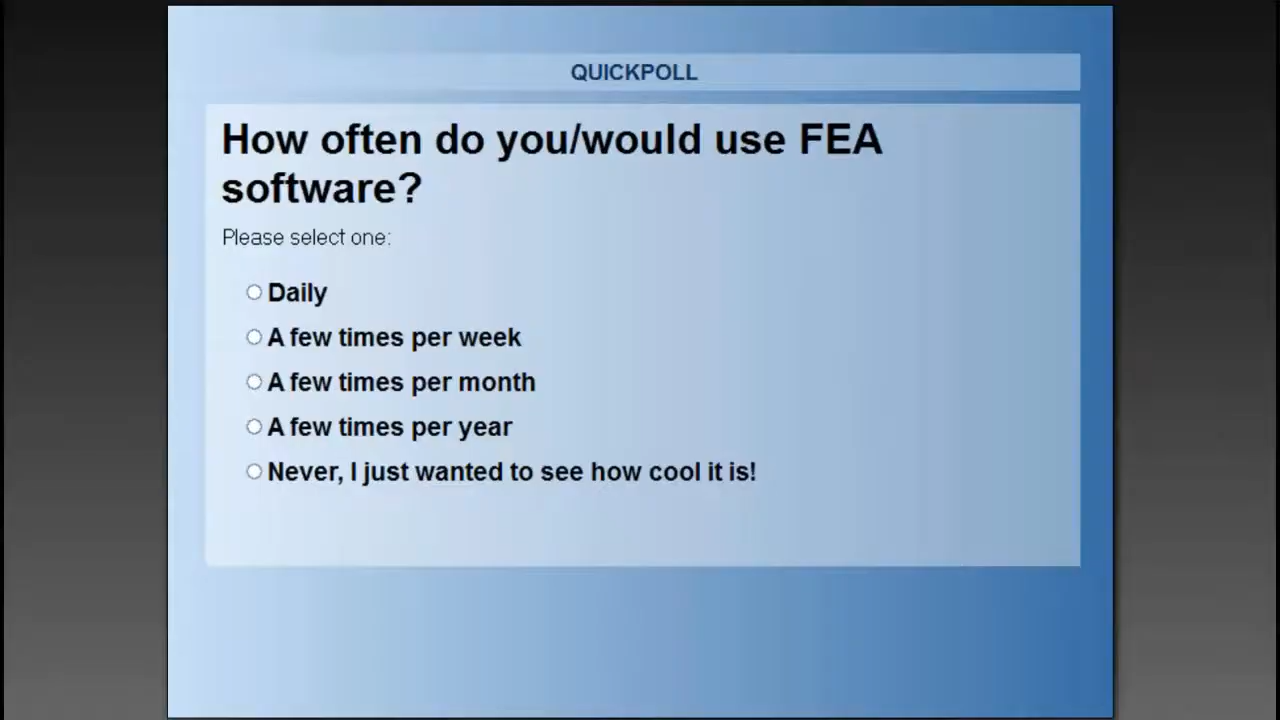 QUICKPOLL
How often do you/would use FEA
software?
Please select one:
Daily
A few times per week
A few times per month
A few times per year
Never, I just wanted to see how cool it is!